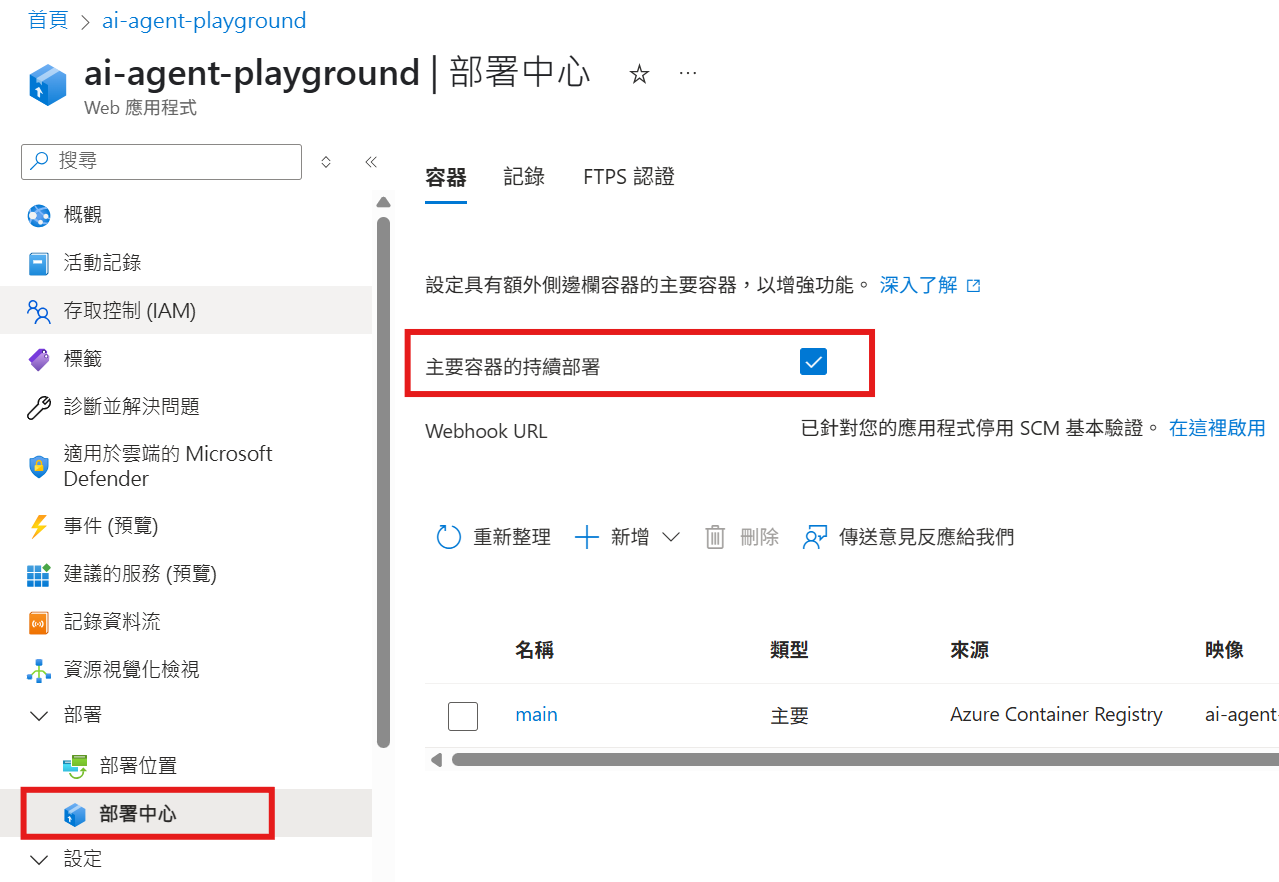 首頁 > ai-agent-playground
ai-agent-playground | 部署中心
Web 應用程式
搜尋
概觀
活動記錄
存取控制 (IAM)
標籤
診斷並解決問題
適用於雲端的 Microsoft
Defender
事件 (預覽)
建議的服務 (預覽)
記錄資料流
資源視覺化檢視
部署
部署位置
部署中心
設定
容器 記錄 FTPS 認證
設定具有額外側邊欄容器的主要容器，以增強功能。 深入了解
主要容器的持續部署
Webhook URL 已針對您的應用程式停用 SCM 基本驗證。 在這裡啟用
重新整理 新增 刪除 傳送意見反應給我們
名稱 類型 來源 映像
main 主要 Azure Container Registry ai-agent-